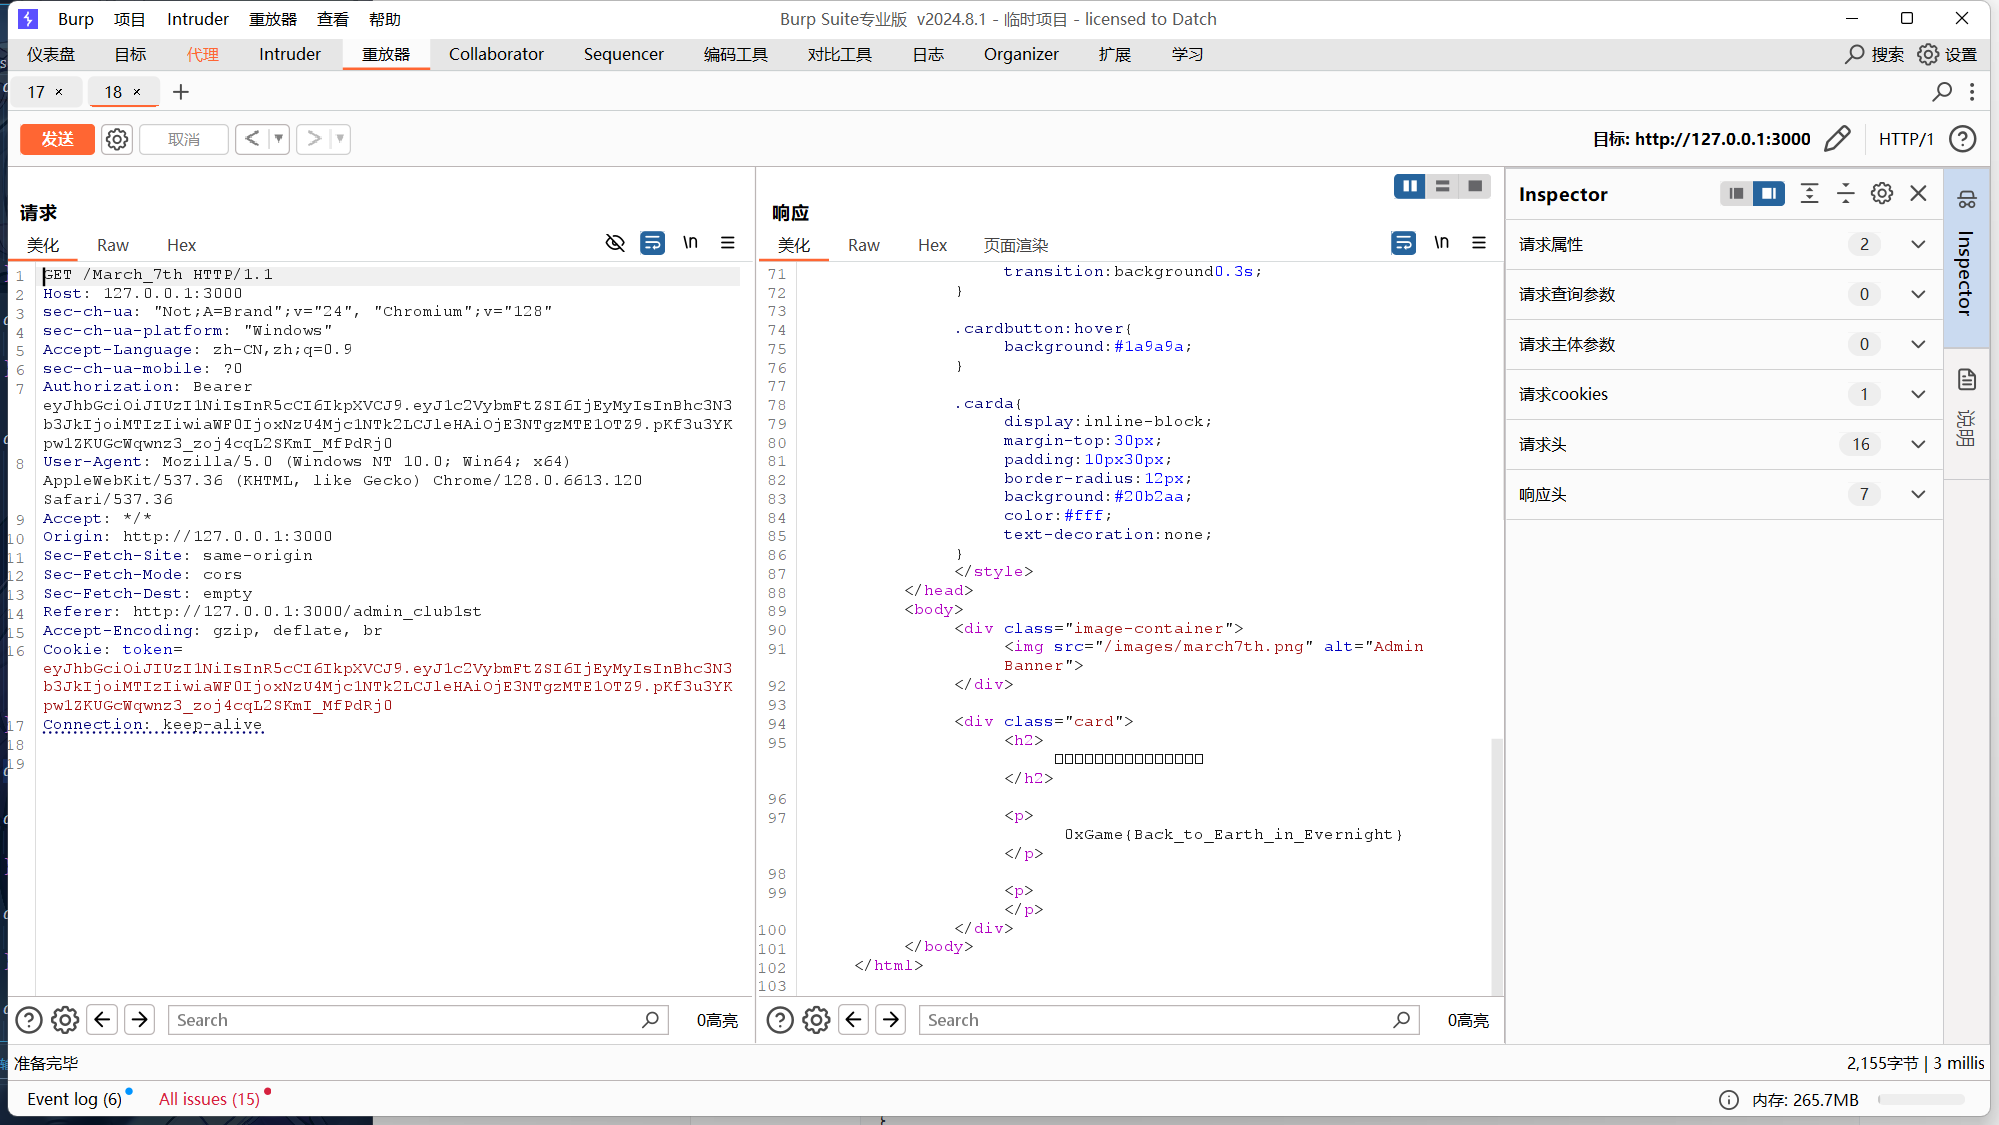 Burp 项目 Intruder 重放器 查看 帮助 Burp Suite专业版 v2024.8.1 - 临时项目 - licensed to Datch
仪表盘 目标 代理 Intruder 重放器 Collaborator Sequencer 编码工具 对比工具 日志 Organizer 扩展 学习 搜索 设置
17 × 18 × +
发送 取消 < > 目标: http://127.0.0.1:3000 HTTP/1
请求
美化 Raw Hex \n
1 GET /March_7th HTTP/1.1
2 Host: 127.0.0.1:3000
3 sec-ch-ua: "Not;A=Brand";v="24", "Chromium";v="128"
4 sec-ch-ua-platform: "Windows"
5 Accept-Language: zh-CN,zh;q=0.9
6 sec-ch-ua-mobile: ?0
7 Authorization: Bearer
eyJhbGciOiJIUzI1NiIsInR5cCI6IkpXVCJ9.eyJ1c2VybmFtZSI6IjEyMyIsInBhc3N3
b3JkIjoiMTIzIiwiaWF0IjoxNzU4Mjc1NTk2LCJleHAiOjE3NTgzMTE1OTZ9.pKf3u3YK
pw1ZKUGcWqwnz3_zoj4cqL2SKmI_MfPdRj0
8 User-Agent: Mozilla/5.0 (Windows NT 10.0; Win64; x64)
AppleWebKit/537.36 (KHTML, like Gecko) Chrome/128.0.6613.120
Safari/537.36
9 Accept: */*
10 Origin: http://127.0.0.1:3000
11 Sec-Fetch-Site: same-origin
12 Sec-Fetch-Mode: cors
13 Sec-Fetch-Dest: empty
14 Referer: http://127.0.0.1:3000/admin_club1st
15 Accept-Encoding: gzip, deflate, br
16 Cookie: token=
eyJhbGciOiJIUzI1NiIsInR5cCI6IkpXVCJ9.eyJ1c2VybmFtZSI6IjEyMyIsInBhc3N3
b3JkIjoiMTIzIiwiaWF0IjoxNzU4Mjc1NTk2LCJleHAiOjE3NTgzMTE1OTZ9.pKf3u3YK
pw1ZKUGcWqwnz3_zoj4cqL2SKmI_MfPdRj0
17 Connection: keep-alive
18
19
Search 0高亮
响应
美化 Raw Hex 页面渲染 \n
71 transition:background0.3s;
72 }
73
74 .cardbutton:hover{
75 background:#1a9a9a;
76 }
77
78 .carda{
79 display:inline-block;
80 margin-top:30px;
81 padding:10px30px;
82 border-radius:12px;
83 background:#20b2aa;
84 color:#fff;
85 text-decoration:none;
86 }
87 </style>
88 </head>
89 <body>
90 <div class="image-container">
91 <img src="/images/march7th.png" alt="Admin
Banner">
92 </div>
93
94 <div class="card">
95 <h2>
□□□□□□□□□□□□□□□
</h2>
96
97 <p>
0xGame{Back_to_Earth_in_Evernight}
</p>
98
99 <p>
</p>
100 </div>
101 </body>
102 </html>
103
Search 0高亮
Inspector
请求属性 2
请求查询参数 0
请求主体参数 0
请求cookies 1
请求头 16
响应头 7
Inspector
说明
准备完毕 2,155字节 | 3 millis
Event log (6) All issues (15) 内存: 265.7MB